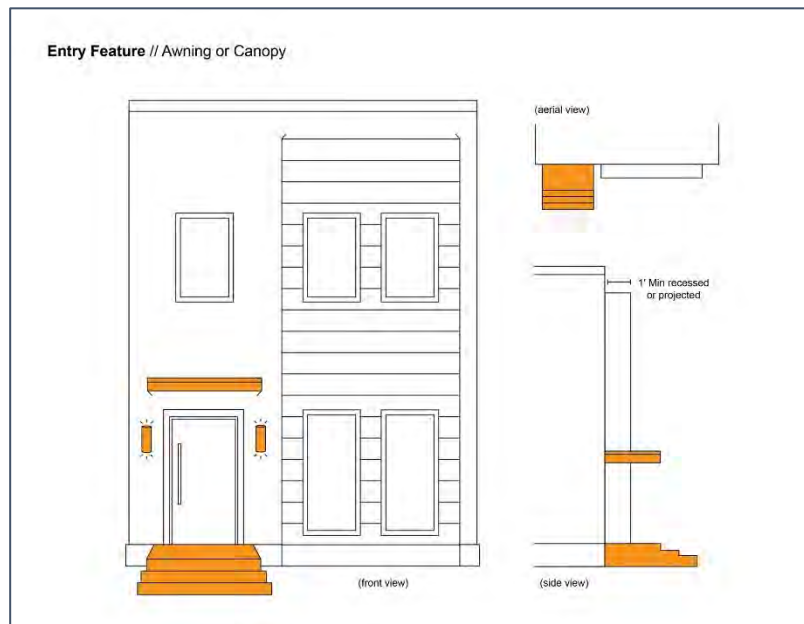 Entry Feature // Awning or Canopy
(aerial view)
1' Min recessed
or projected
(front view)
(side view)